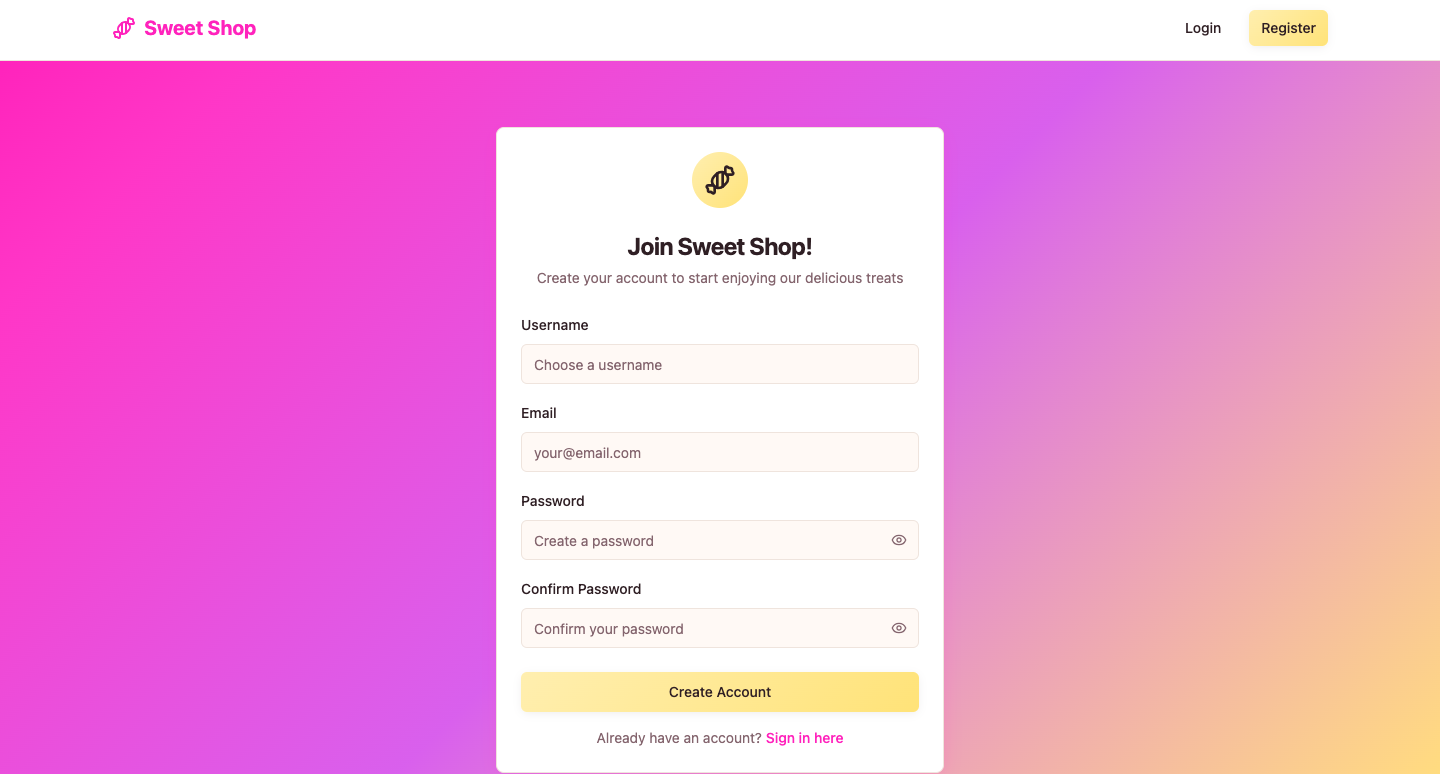 Sweet Shop
Login
Register
Join Sweet Shop!
Create your account to start enjoying our delicious treats
Username
Choose a username
Email
your@email.com
Password
Create a password
Confirm Password
Confirm your password
Create Account
Already have an account? Sign in here